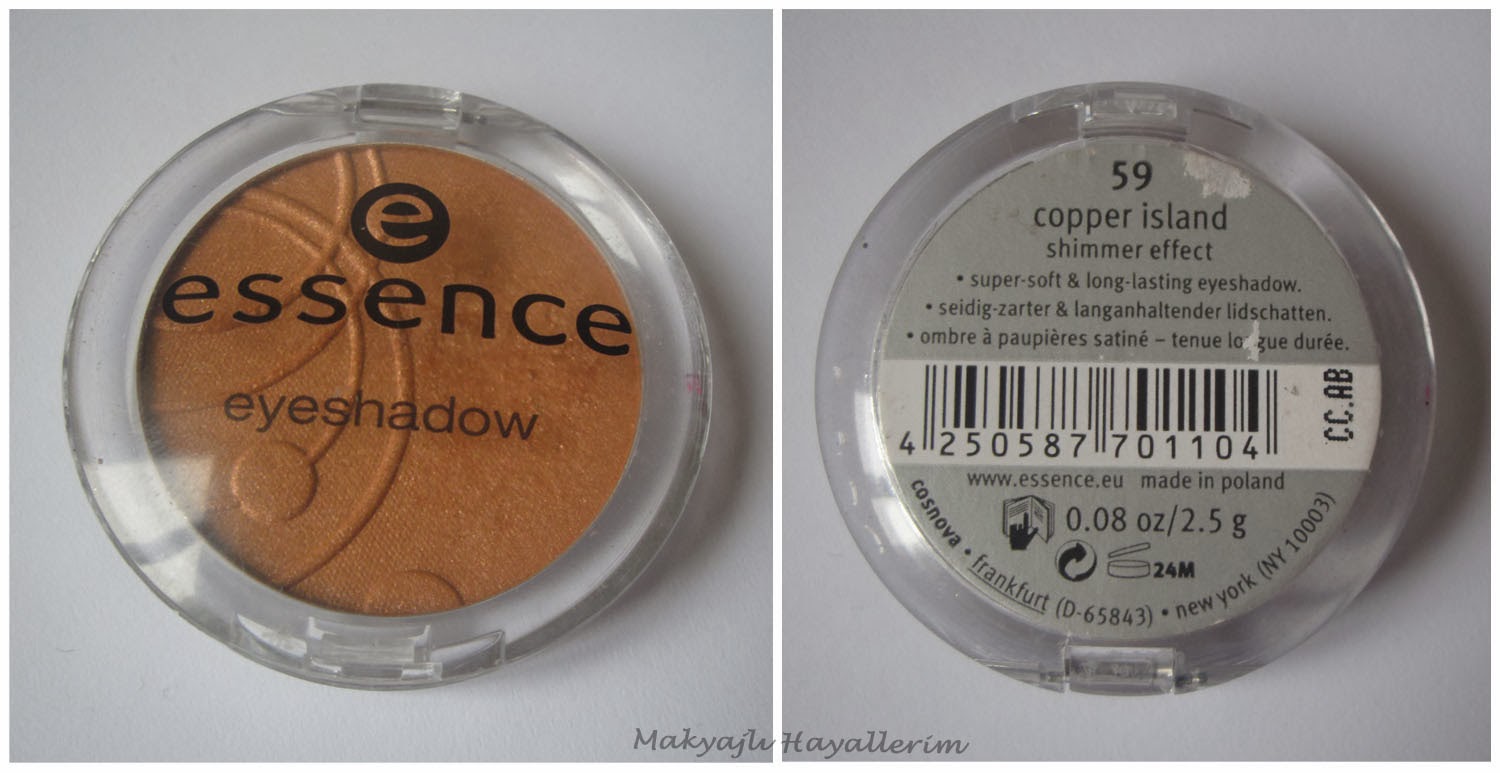 e
essence
eyeshadow
59
copper island
shimmer effect
• super-soft & long-lasting eyeshadow.
• seidig-zarter & langanhaltender lidschatten.
• ombre à paupières satiné – tenue longue durée.
4 250587 701104
CC.AB
www.essence.eu made in poland
0.08 oz/2.5 g
24M
cosnova • frankfurt (D-65843) • new york (NY 10003)
Makyajlı Hayallerim